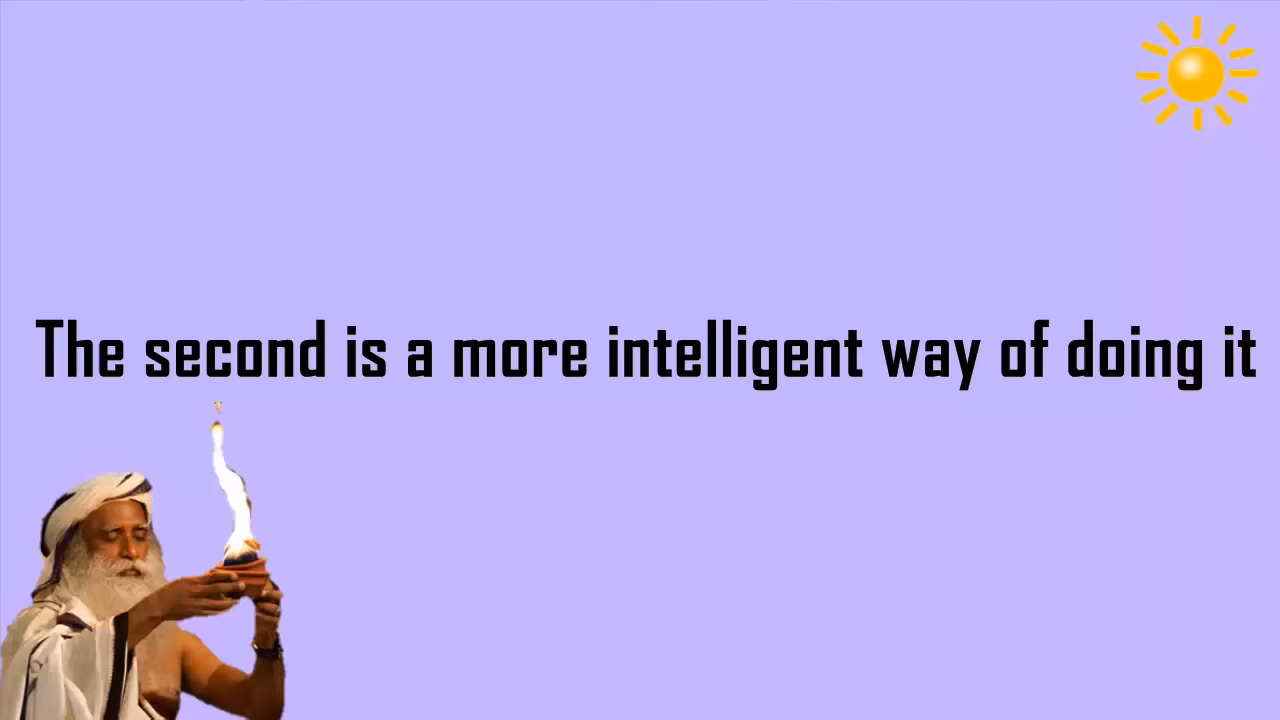 The second is a more intelligent way of doing it